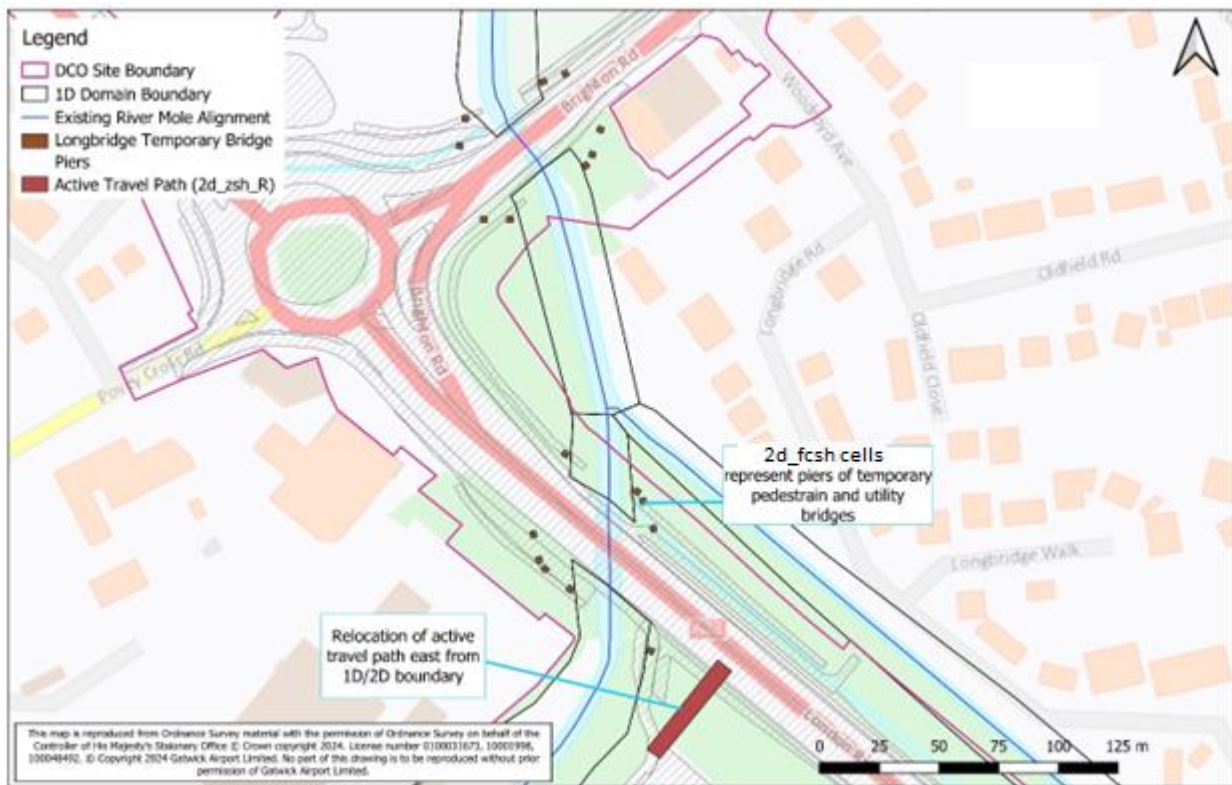 Legend
DCO Site Boundary
1D Domain Boundary
Existing River Mole Alignment
Longbridge Temporary Bridge
Piers
Active Travel Path (2d_zsh_R)
Brighton Rd
Woodroyd Ave
Longbridge Rd
Oldfield Rd
Oldfield Close
Brighton Rd
Povey Cross Rd
2d_fcsh cells
represent piers of temporary
pedestrain and utility
bridges
Longbridge Walk
Relocation of active
travel path east from
1D/2D boundary
London Rd
0 25 50 75 100 125 m
This map is reproduced from Ordnance Survey material with the permission of Ordnance Survey on behalf of the
Controller of His Majesty's Stationary Office © Crown copyright 2024. License number 0100031673, 10001998,
100048492. © Copyright 2024 Gatwick Airport Limited. No part of this drawing is to be reproduced without prior
permission of Gatwick Airport Limited.